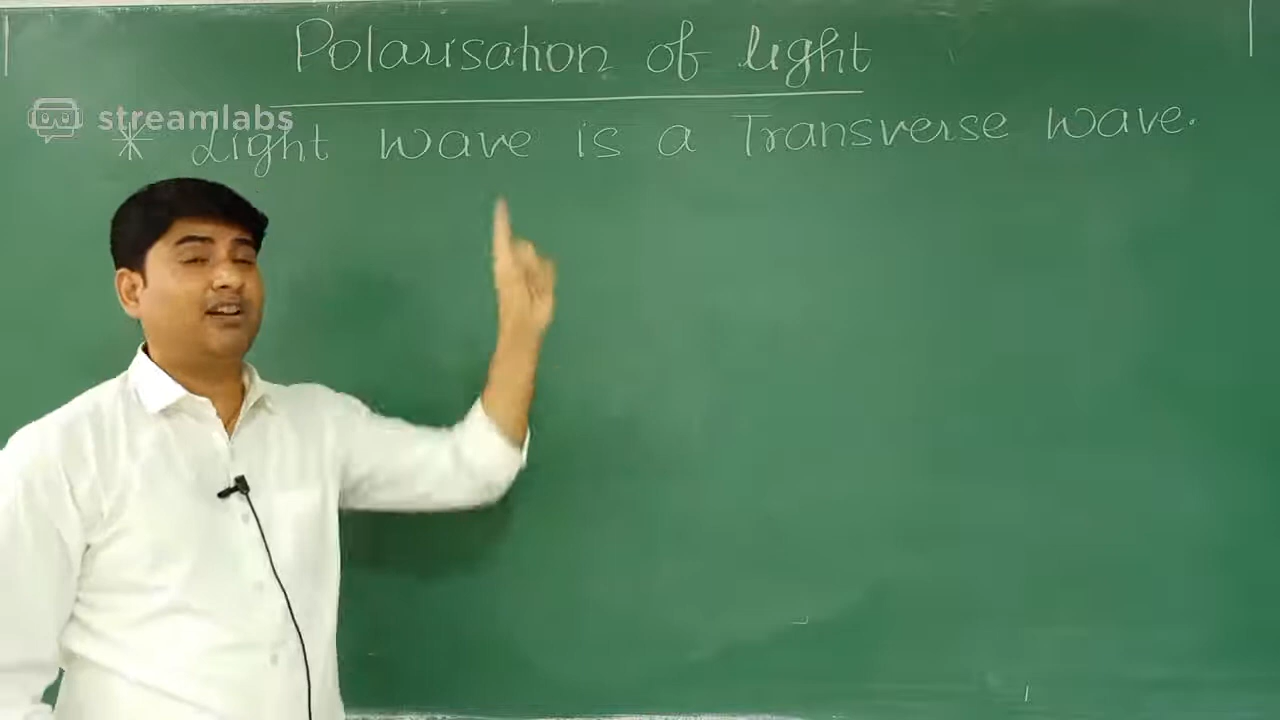 Polarisation of light
streamlabs
* Light wave is a Transverse wave.